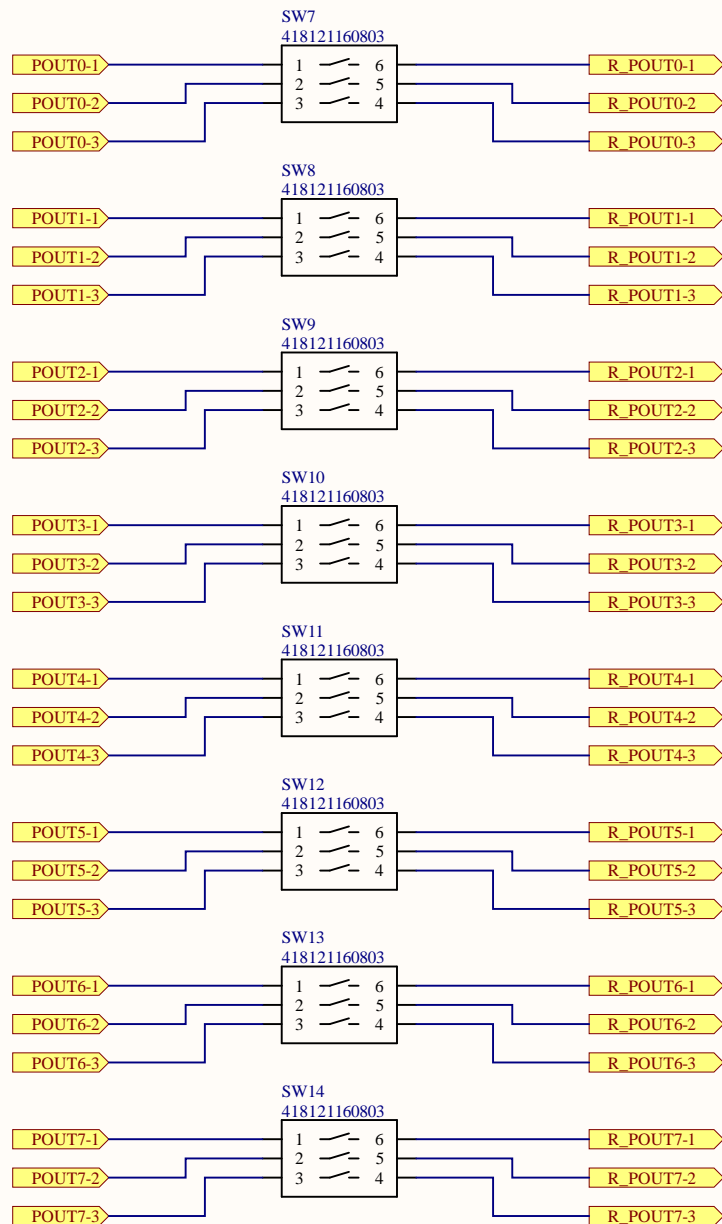 SW7
418121160803
POUT0-1 1 6 R_POUT0-1
2 5
POUT0-2 3 4 R_POUT0-2
POUT0-3 R_POUT0-3
SW8
418121160803
POUT1-1 1 6 R_POUT1-1
2 5
POUT1-2 3 4 R_POUT1-2
POUT1-3 R_POUT1-3
SW9
418121160803
POUT2-1 1 6 R_POUT2-1
2 5
POUT2-2 3 4 R_POUT2-2
POUT2-3 R_POUT2-3
SW10
418121160803
POUT3-1 1 6 R_POUT3-1
2 5
POUT3-2 3 4 R_POUT3-2
POUT3-3 R_POUT3-3
SW11
418121160803
POUT4-1 1 6 R_POUT4-1
2 5
POUT4-2 3 4 R_POUT4-2
POUT4-3 R_POUT4-3
SW12
418121160803
POUT5-1 1 6 R_POUT5-1
2 5
POUT5-2 3 4 R_POUT5-2
POUT5-3 R_POUT5-3
SW13
418121160803
POUT6-1 1 6 R_POUT6-1
2 5
POUT6-2 3 4 R_POUT6-2
POUT6-3 R_POUT6-3
SW14
418121160803
POUT7-1 1 6 R_POUT7-1
2 5
POUT7-2 3 4 R_POUT7-2
POUT7-3 R_POUT7-3